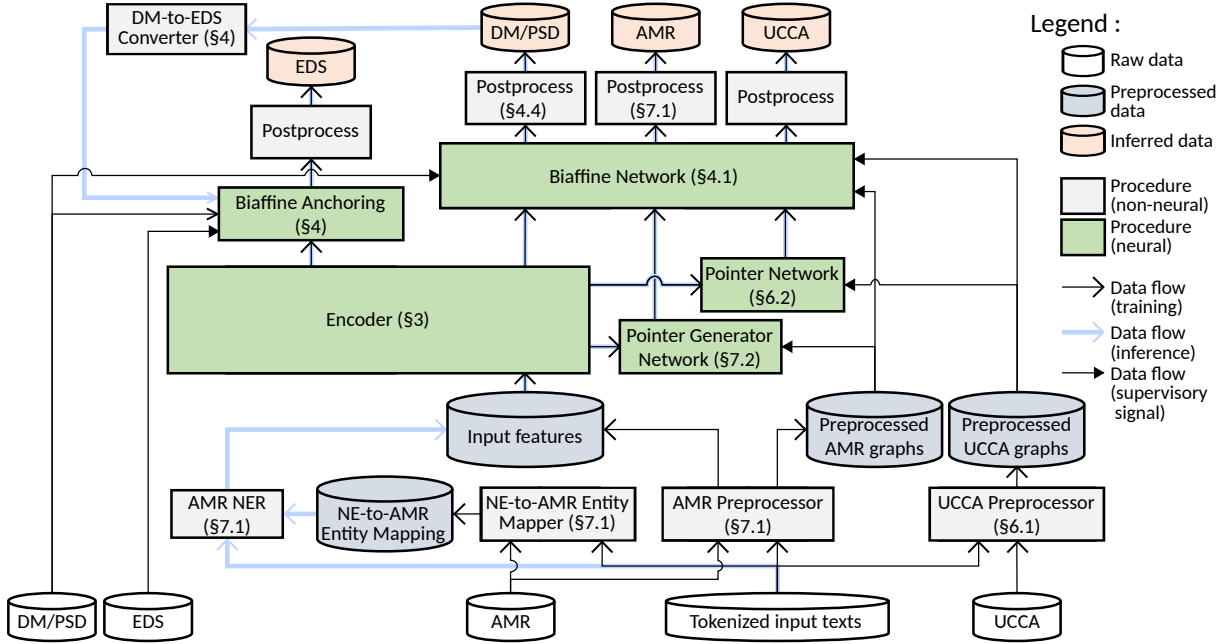 DM-to-EDS
Converter (§4)
DM/PSD
AMR
UCCA
EDS
Postprocess
(§4.4)
Postprocess
(§7.1)
Postprocess
Postprocess
Biaffine Network (§4.1)
Biaffine Anchoring
(§4)
Pointer Network
(§6.2)
Encoder (§3)
Pointer Generator
Network (§7.2)
Input features
Preprocessed
AMR graphs
Preprocessed
UCCA graphs
AMR NER
(§7.1)
NE-to-AMR
Entity Mapping
NE-to-AMR Entity
Mapper (§7.1)
AMR Preprocessor
(§7.1)
UCCA Preprocessor
(§6.1)
DM/PSD
EDS
AMR
Tokenized input texts
UCCA
Legend :
Raw data
Preprocessed
data
Inferred data
Procedure
(non-neural)
Procedure
(neural)
Data flow
(training)
Data flow
(inference)
Data flow
(supervisory
signal)